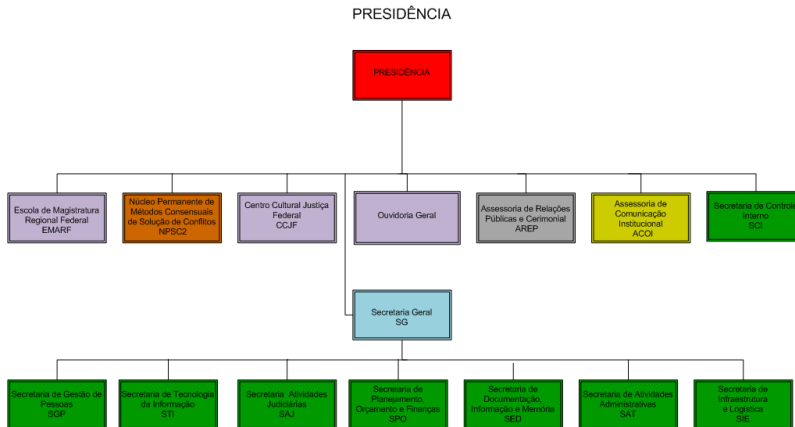 PRESIDÊNCIA
PRESIDÊNCIA
Escola de Magistratura
Regional Federal
EMARF
Núcleo Permanente de
Métodos Consensuais
de Solução de Conflitos
NPSC2
Centro Cultural Justiça
Federal
CCJF
Ouvidoria Geral
Assessoria de Relações
Públicas e Cerimonial
AREP
Assessoria de
Comunicação
Institucional
ACOI
Secretaria de Controle
Interno
SCI
Secretaria Geral
SG
Secretaria de Gestão de
Pessoas
SGP
Secretaria de Tecnologia
da Informação
STI
Secretaria Atividades
Judiciárias
SAJ
Secretaria de
Planejamento,
Orçamento e Finanças
SPO
Secretaria de
Documentação,
Informação e Memória
SED
Secretaria de Atividades
Administrativas
SAT
Secretaria de
Infraestrutura
e Logística
SIE